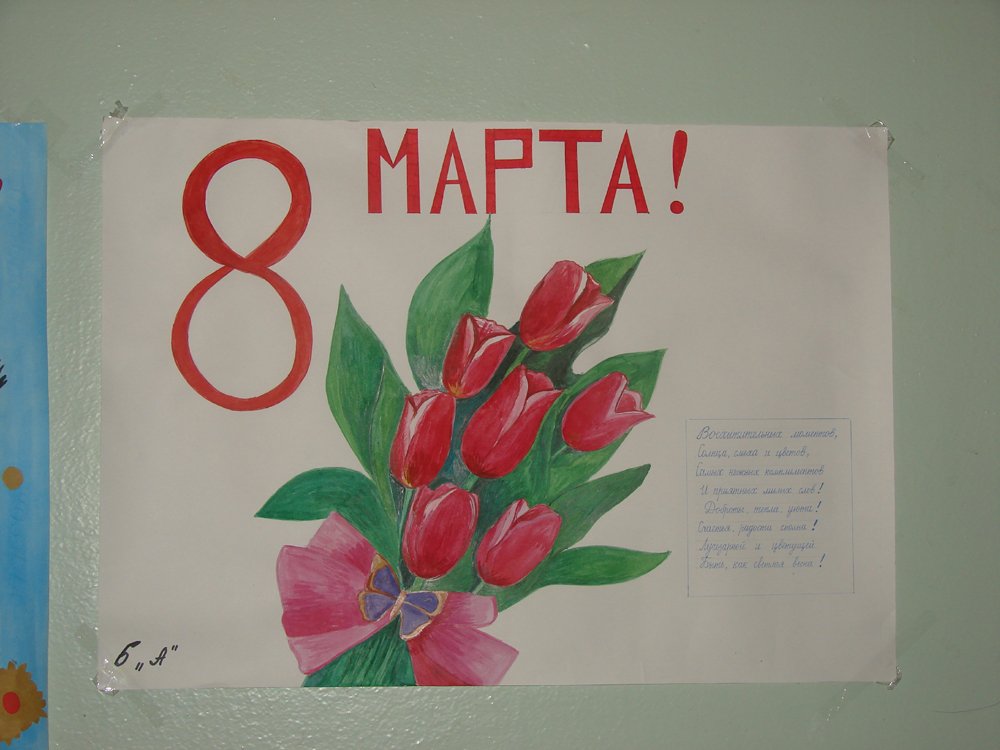 8 МАРТА!
Восхитительных моментов,
Солнца, смеха и цветов,
Самых нежных комплиментов
И приятных милых слов!
Доброты, тепла, уюта!
Счастья, радости сполна!
Лучезарной и цветущей
Быть, как светлая весна!
6 „А"